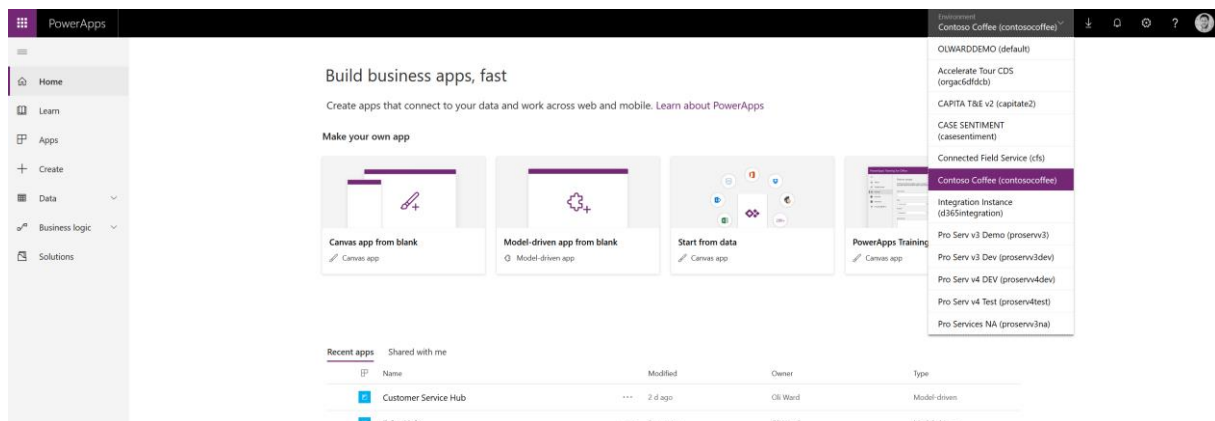 PowerApps
Environment
Contoso Coffee (contosocoffee)
?
Home
Learn
Apps
Create
Data
Business logic
Solutions
Build business apps, fast
Create apps that connect to your data and work across web and mobile. Learn about PowerApps
Make your own app
Canvas app from blank
Canvas app
Model-driven app from blank
Model-driven app
Start from data
Canvas app
PowerApps Training
Canvas app
OLWARDDEMO (default)
Accelerate Tour CDS
(orgac6dfdcb)
CAPITA T&E v2 (capitate2)
CASE SENTIMENT
(casesentiment)
Connected Field Service (cfs)
Contoso Coffee (contosocoffee)
Integration Instance
(d365integration)
Pro Serv v3 Demo (proservv3)
Pro Serv v3 Dev (proservv3dev)
Pro Serv v4 DEV (proservv4dev)
Pro Serv v4 Test (proserv4test)
Pro Services NA (proservv3na)
Recent apps Shared with me
Name Modified Owner Type
Customer Service Hub ... 2 d ago Oli Ward Model-driven